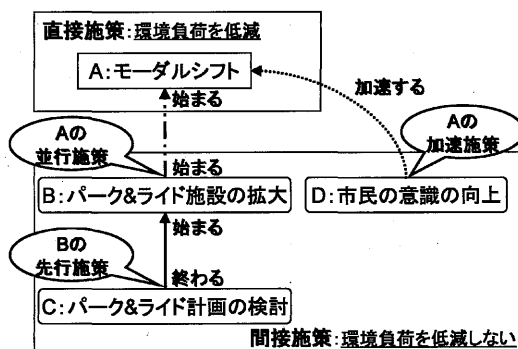 直接施策:環境負荷を低減
A:モーダルシフト
始まる
加速する
Aの
並行施策
Aの
加速施策
始まる
B:パーク&ライド施設の拡大
D:市民の意識の向上
始まる
Bの
先行施策
終わる
C:パーク&ライド計画の検討
間接施策:環境負荷を低減しない